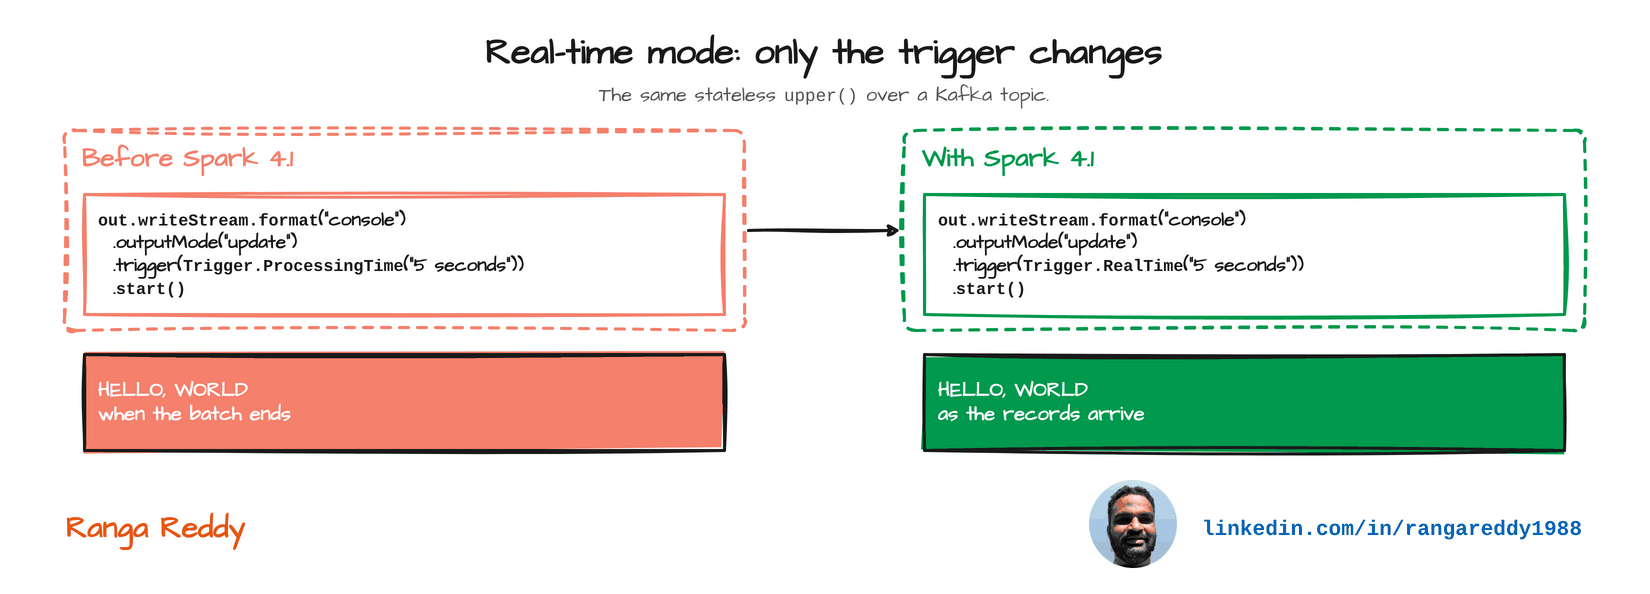 Real-time mode: only the trigger changes
The same stateless upper() over a Kafka topic.
Before Spark 4.1
out.writeStream.format("console")
.outputMode("update")
.trigger(Trigger.ProcessingTime("5 seconds"))
.start()
HELLO, WORLD
when the batch ends
With Spark 4.1
out.writeStream.format("console")
.outputMode("update")
.trigger(Trigger.RealTime("5 seconds"))
.start()
HELLO, WORLD
as the records arrive
Ranga Reddy
linkedin.com/in/rangareddy1988